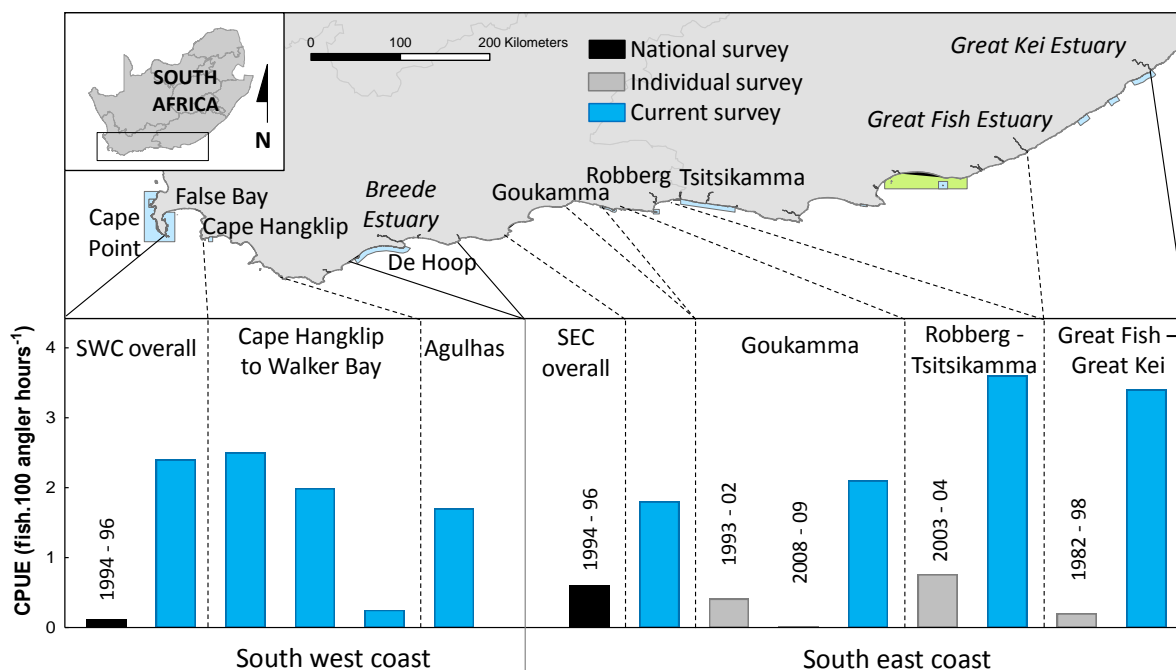 SOUTH
AFRICA
N
0 100 200 Kilometers
National survey
Individual survey
Current survey
Great Kei Estuary
Great Fish Estuary
False Bay
Cape
Point
Cape Hangklip
Breede
Estuary
De Hoop
Goukamma
Robberg
Tsitsikamma
CPUE (fish.100 angler hours-1)
4
3
2
1
0
SWC overall
Cape Hangklip
to Walker Bay
Agulhas
SEC
overall
Goukamma
Robberg -
Tsitsikamma
Great Fish –
Great Kei
1994 - 96
1994 - 96
1993 - 02
2008 - 09
2003 - 04
1982 - 98
South west coast
South east coast